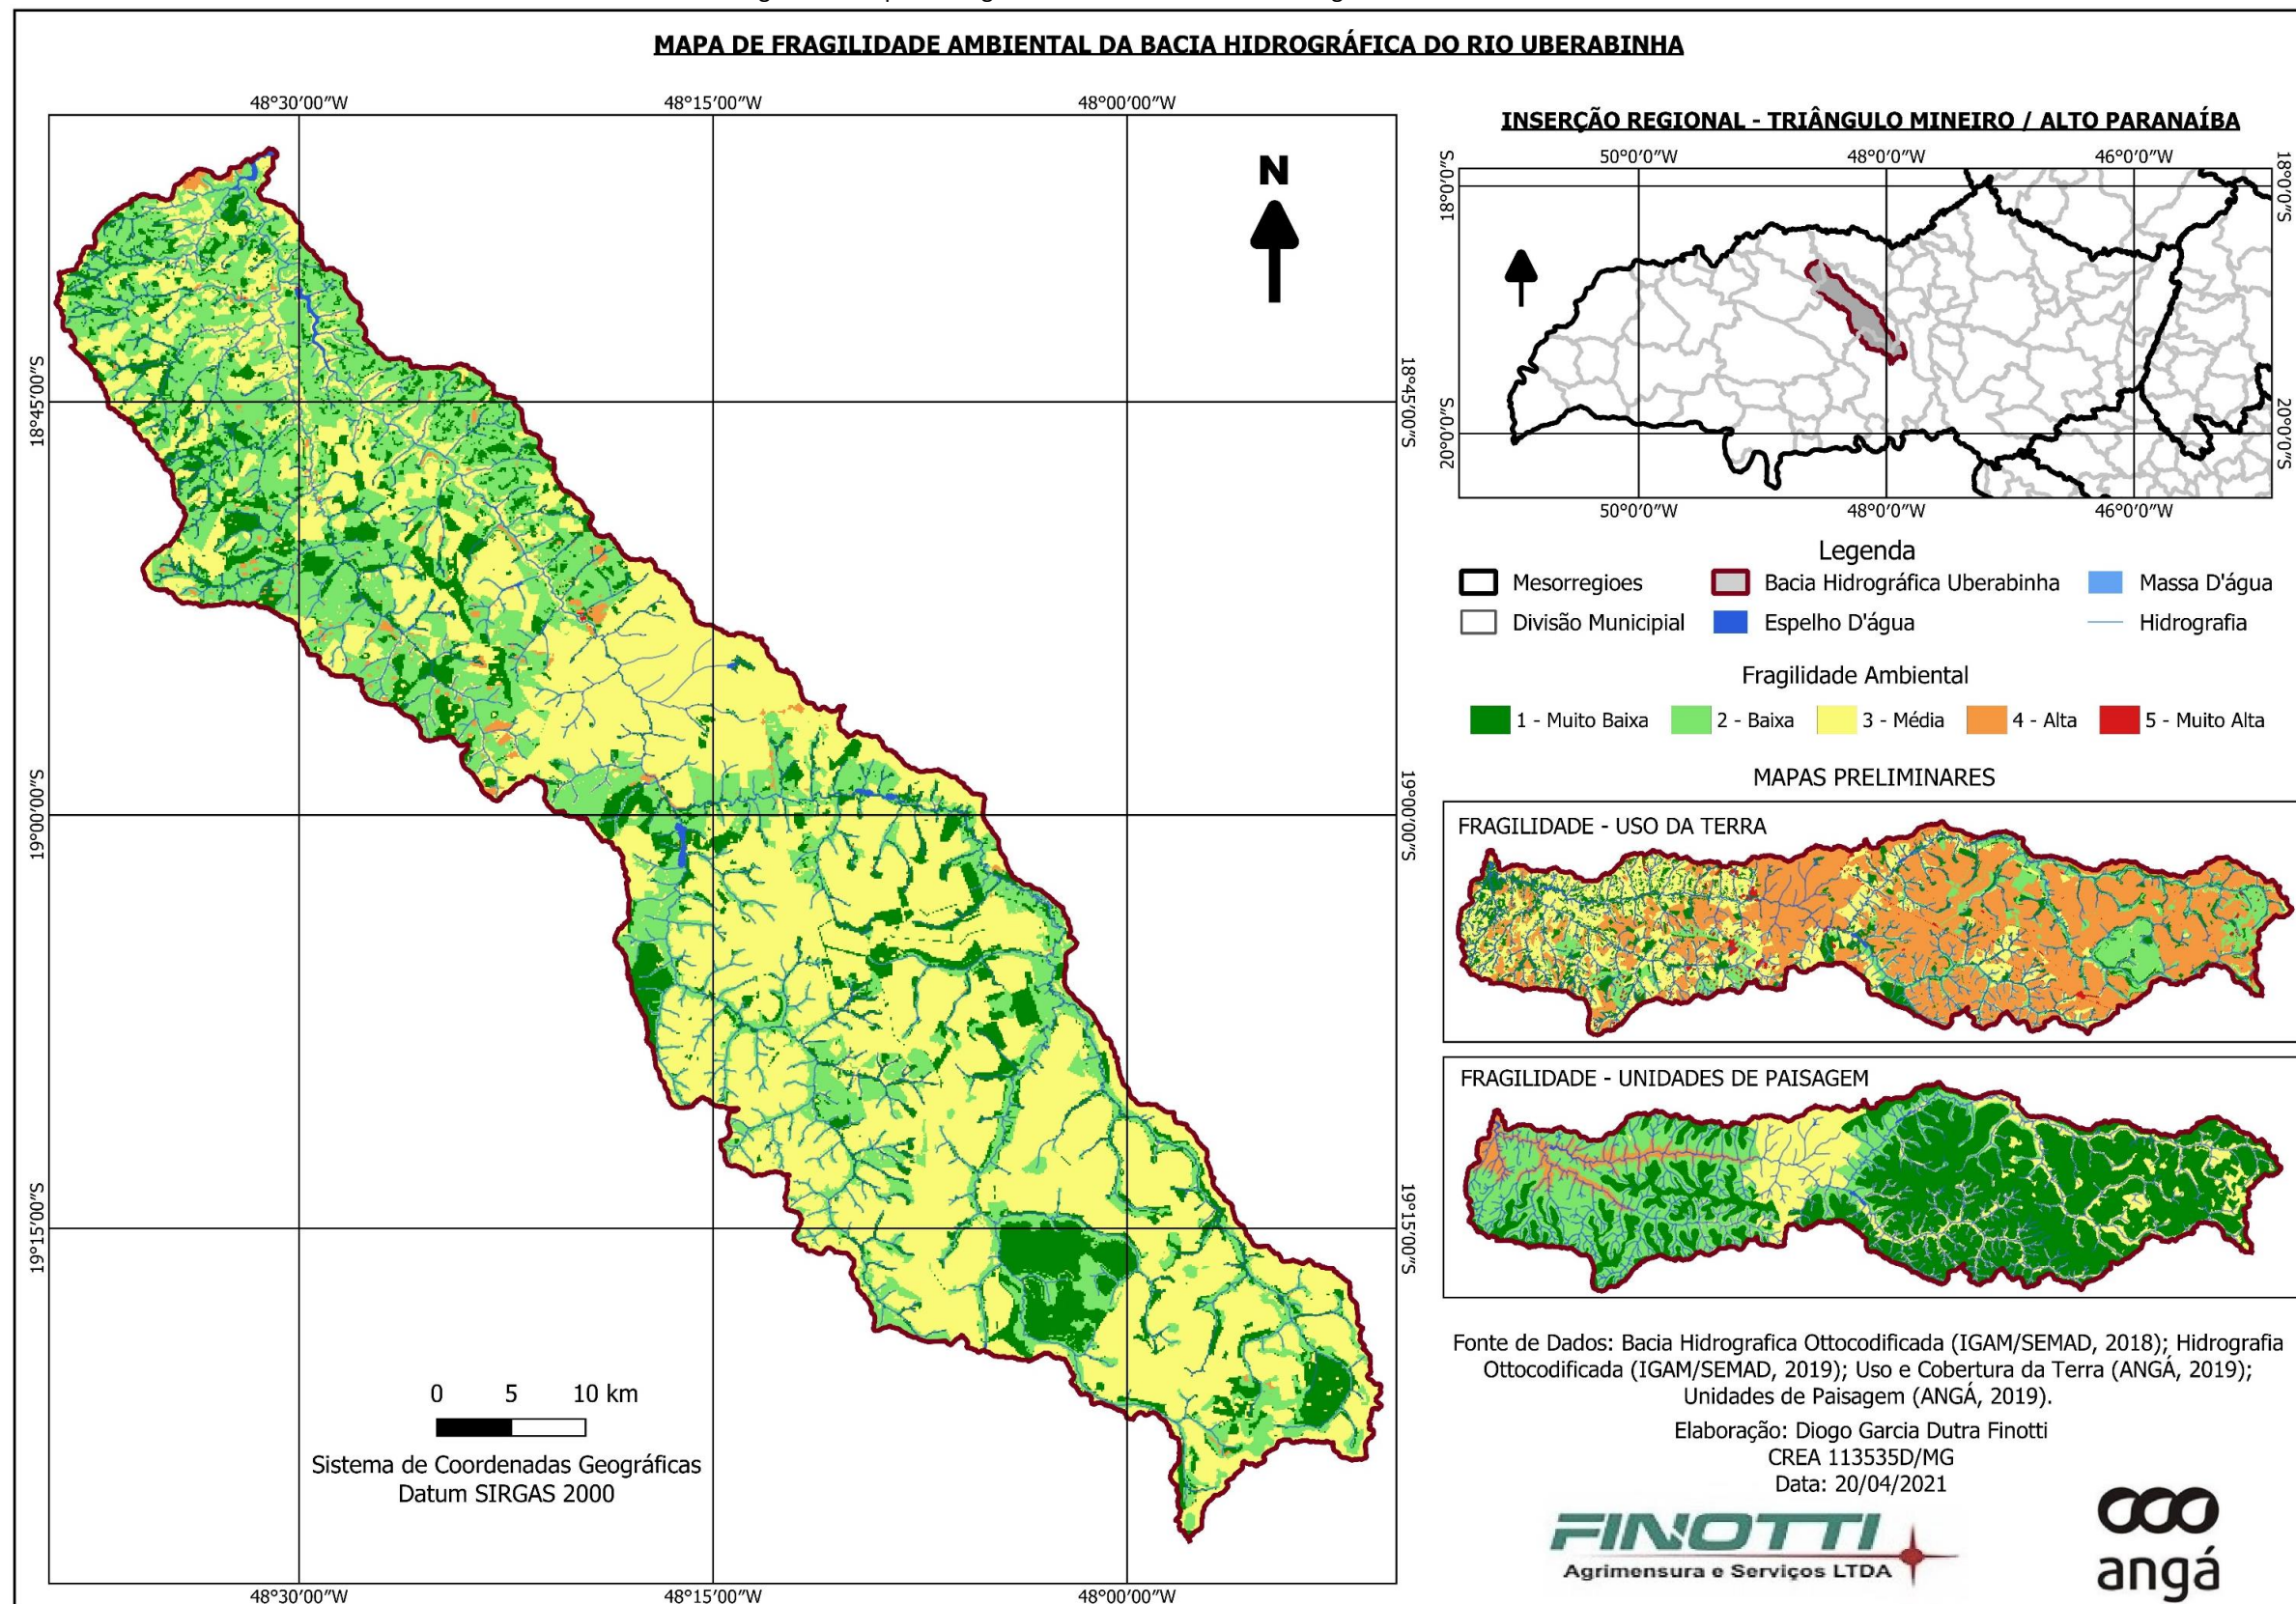 MAPA DE FRAGILIDADE AMBIENTAL DA BACIA HIDROGRÁFICA DO RIO UBERABINHA
48°30'00"W
48°15'00"W
48°00'00"W
18°45'00"S
19°00'00"S
19°15'00"S
18°45'00"S
19°00'00"S
19°15'00"S
48°30'00"W
48°15'00"W
48°00'00"W
N
0 5 10 km
Sistema de Coordenadas Geográficas
Datum SIRGAS 2000
INSERÇÃO REGIONAL - TRIÂNGULO MINEIRO / ALTO PARANAÍBA
50°0'0"W
48°0'0"W
46°0'0"W
18°0'0"S
20°0'0"S
18°0'0"S
20°0'0"S
50°0'0"W
48°0'0"W
46°0'0"W
Legenda
Mesorregioes
Bacia Hidrográfica Uberabinha
Massa D'água
Divisão Municipial
Espelho D'água
Hidrografia
Fragilidade Ambiental
1 - Muito Baixa
2 - Baixa
3 - Média
4 - Alta
5 - Muito Alta
MAPAS PRELIMINARES
FRAGILIDADE - USO DA TERRA
FRAGILIDADE - UNIDADES DE PAISAGEM
Fonte de Dados: Bacia Hidrografica Ottocodificada (IGAM/SEMAD, 2018); Hidrografia
Ottocodificada (IGAM/SEMAD, 2019); Uso e Cobertura da Terra (ANGÁ, 2019);
Unidades de Paisagem (ANGÁ, 2019).
Elaboração: Diogo Garcia Dutra Finotti
CREA 113535D/MG
Data: 20/04/2021
FINOTTI
Agrimensura e Serviços LTDA
angá